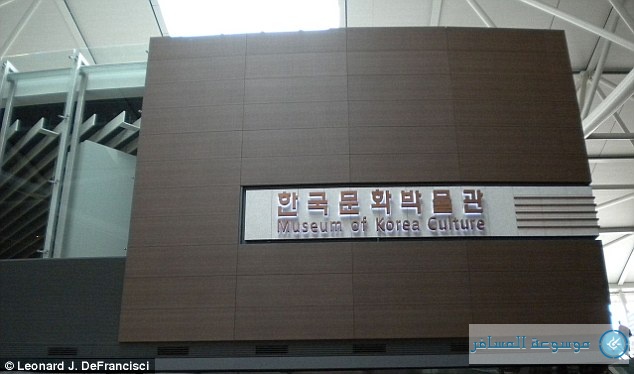 한국문화박물관
Museum of Korea Culture
موسوعة المسافر
© Leonard J. DeFrancisci